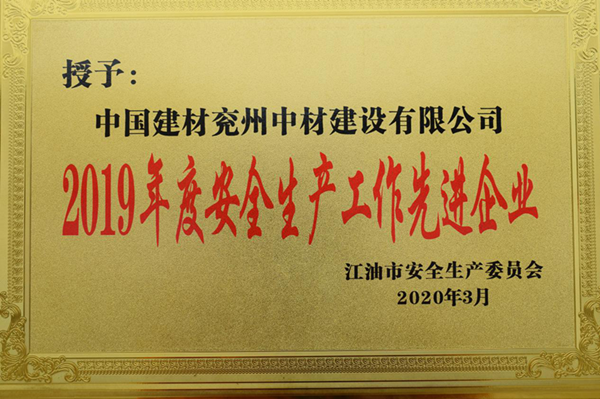 授予：
中国建材兖州中材建设有限公司
2019年度安全生产工作先进企业
江油市安全生产委员会
2020年3月